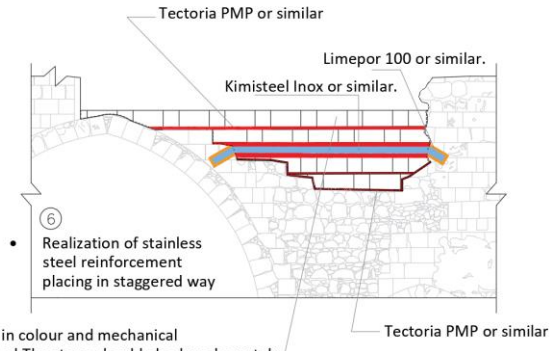 Tectoria PMP or similar
Limepor 100 or similar.
Kimisteel Inox or similar.
6
• Realization of stainless
steel reinforcement
placing in staggered way
in colour and mechanical
Tectoria PMP or similar